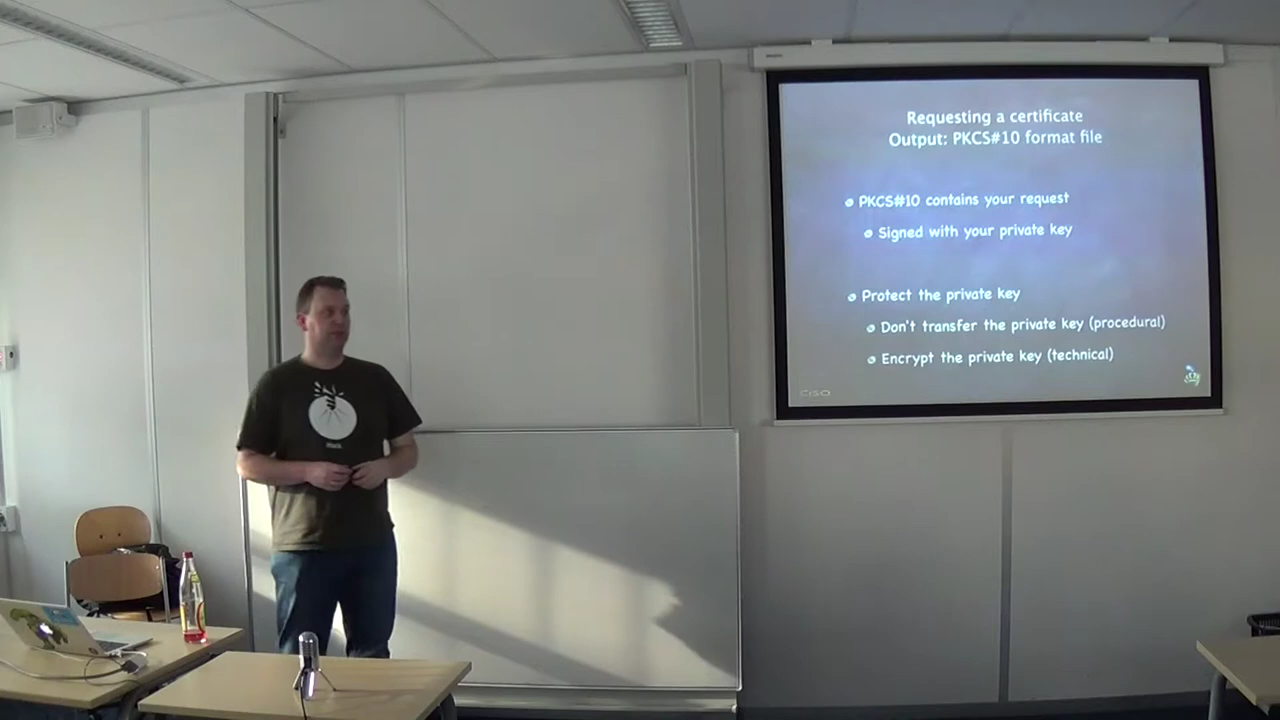 Requesting a certificate
Output: PKCS#10 format file
PKCS#10 contains your request
Signed with your private key
Protect the private key
Don't transfer the private key (procedural)
Encrypt the private key (technical)